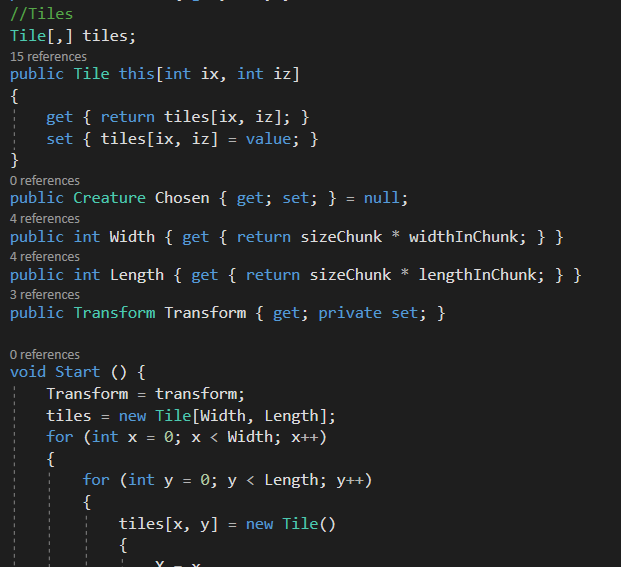 //Tiles
Tile[,] tiles;
15 references
public Tile this[int ix, int iz]
{
get { return tiles[ix, iz]; }
set { tiles[ix, iz] = value; }
}
0 references
public Creature Chosen { get; set; } = null;
4 references
public int Width { get { return sizeChunk * widthInChunk; } }
4 references
public int Length { get { return sizeChunk * lengthInChunk; } }
3 references
public Transform Transform { get; private set; }
0 references
void Start () {
Transform = transform;
tiles = new Tile[Width, Length];
for (int x = 0; x < Width; x++)
{
for (int y = 0; y < Length; y++)
{
tiles[x, y] = new Tile()
{